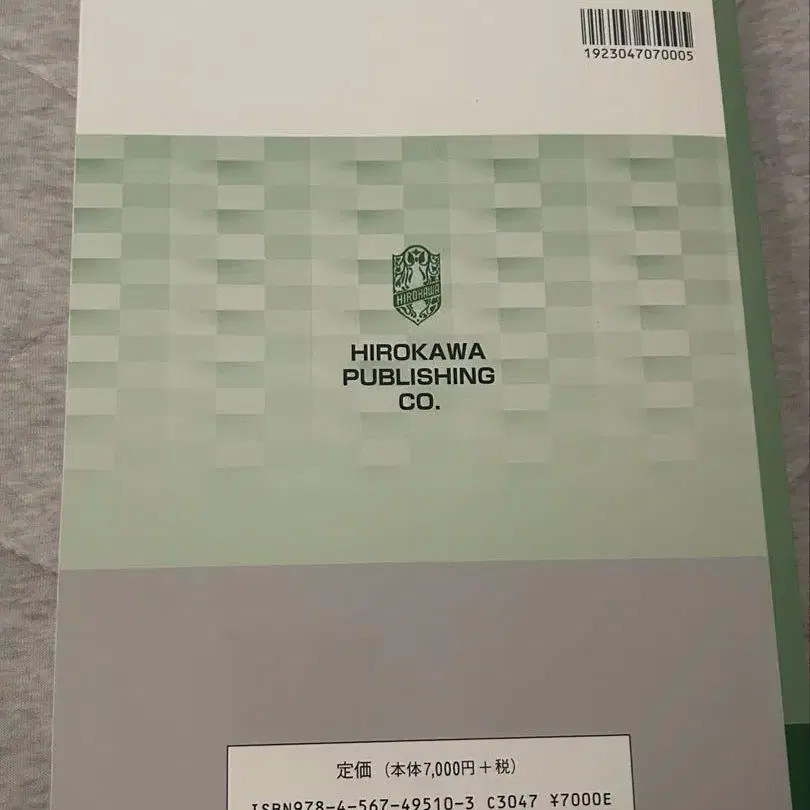 1923047070005
HIROKAWA
HIROKAWA
PUBLISHING
CO.
定価（本体7,000円＋税）
ISBN978-4-567-49510-3 C3047 ¥7000E